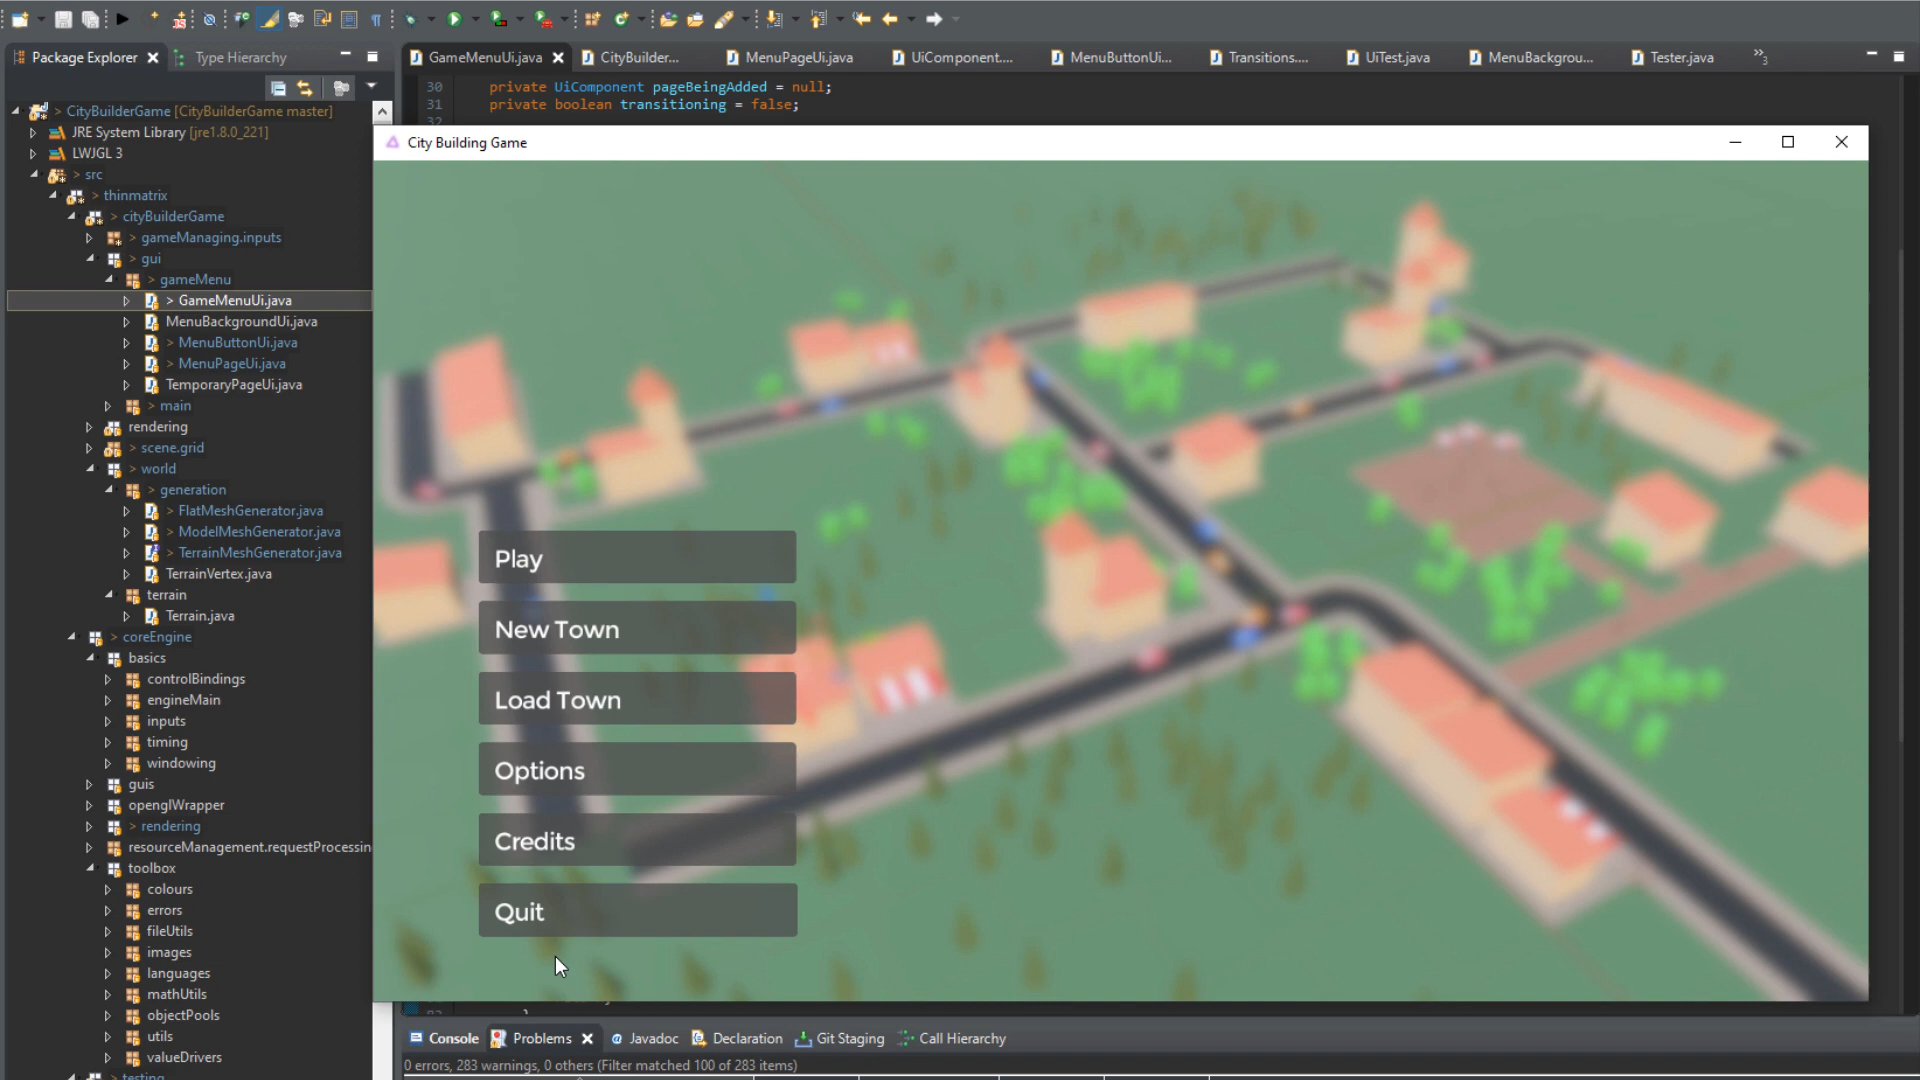 Package Explorer
Type Hierarchy
GameMenuUi.java
CityBuilder...
MenuPageUi.java
UiComponent....
MenuButtonUi...
Transitions....
UiTest.java
MenuBackgrou...
Tester.java
»3
30 private UiComponent pageBeingAdded = null;
31 private boolean transitioning = false;
32
> CityBuilderGame [CityBuilderGame master]
JRE System Library [jre1.8.0_221]
LWJGL 3
> src
> thinmatrix
> cityBuilderGame
> gameManaging.inputs
> gui
> gameMenu
> GameMenuUi.java
MenuBackgroundUi.java
> MenuButtonUi.java
> MenuPageUi.java
TemporaryPageUi.java
> main
rendering
> scene.grid
> world
> generation
> FlatMeshGenerator.java
> ModelMeshGenerator.java
> TerrainMeshGenerator.java
TerrainVertex.java
terrain
Terrain.java
> coreEngine
basics
controlBindings
engineMain
inputs
timing
windowing
guis
openglWrapper
> rendering
resourceManagement.requestProcessin
toolbox
colours
errors
fileUtils
images
languages
mathUtils
objectPools
utils
valueDrivers
> testing
City Building Game
Play
New Town
Load Town
Options
Credits
Quit
Console
Problems
@ Javadoc
Declaration
Git Staging
Call Hierarchy
0 errors, 283 warnings, 0 others (Filter matched 100 of 283 items)